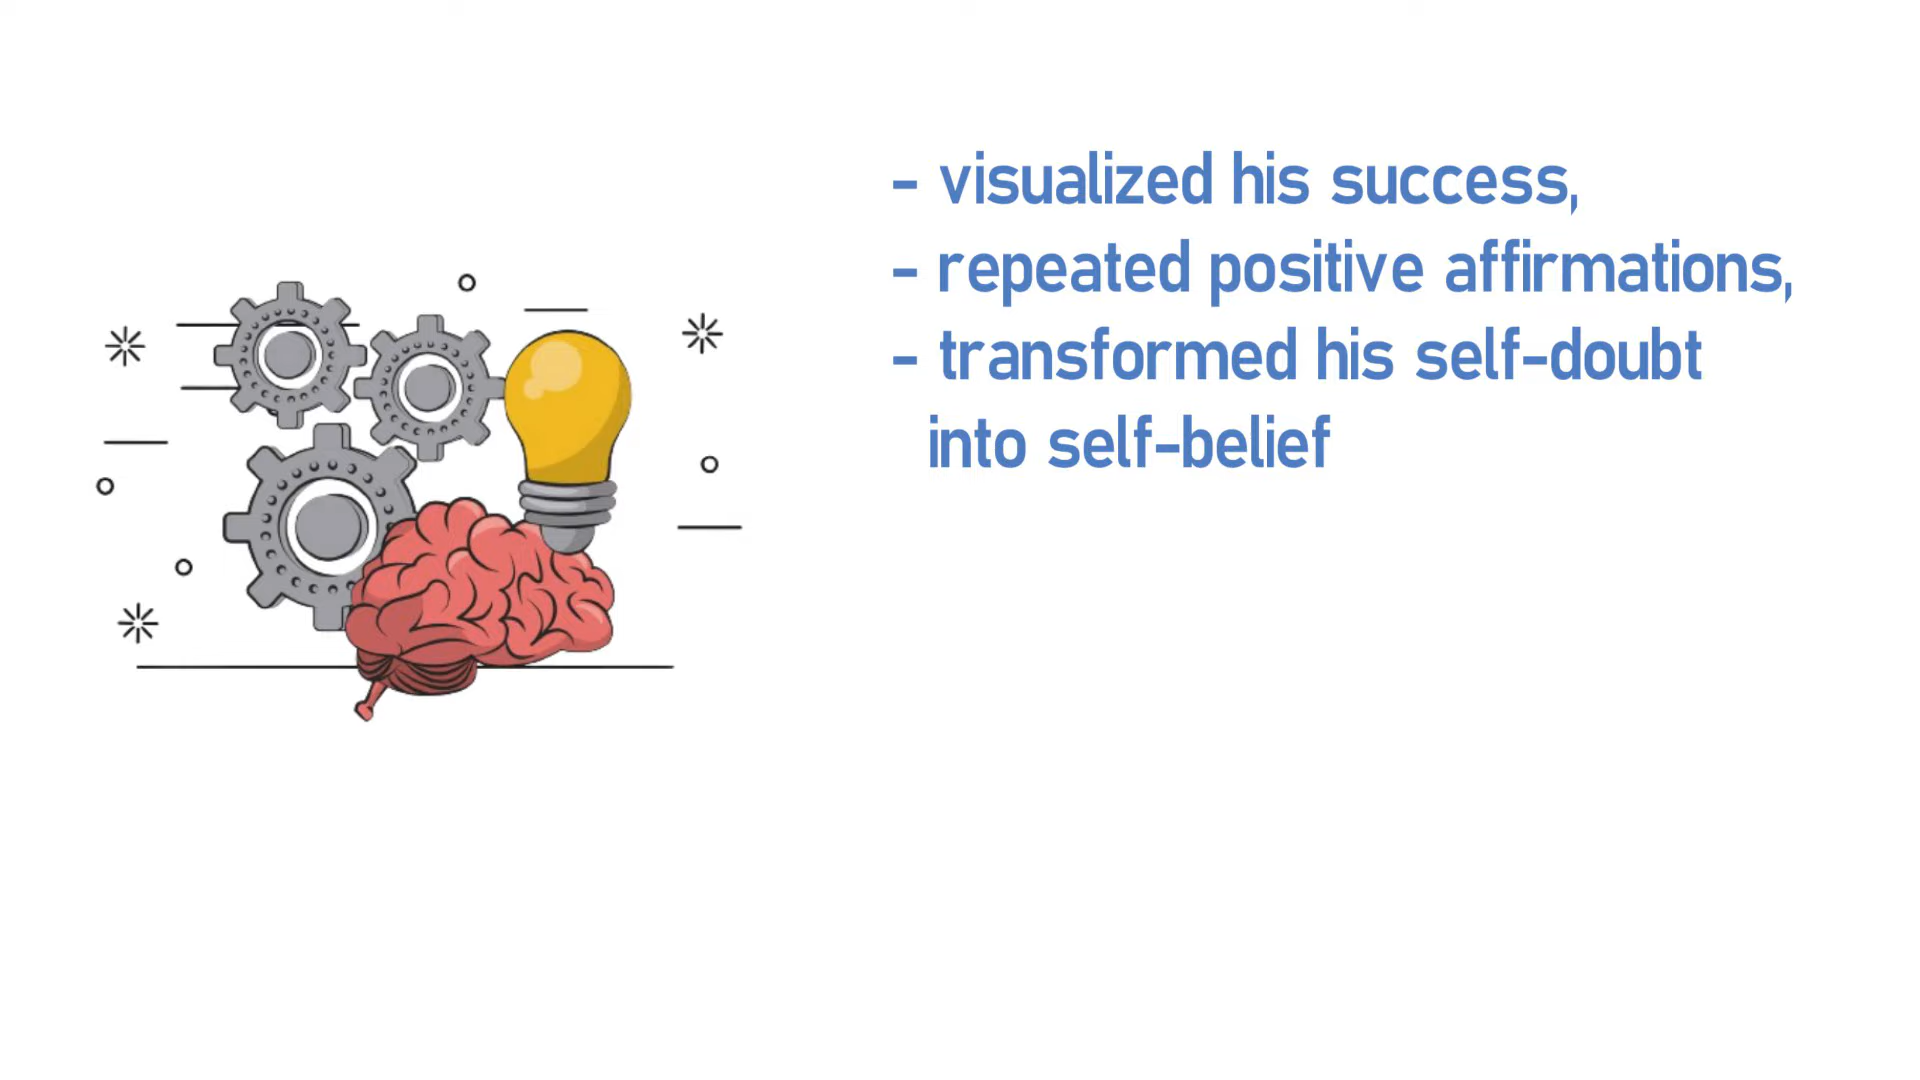 - visualized his success,
- repeated positive affirmations,
- transformed his self-doubt
into self-belief